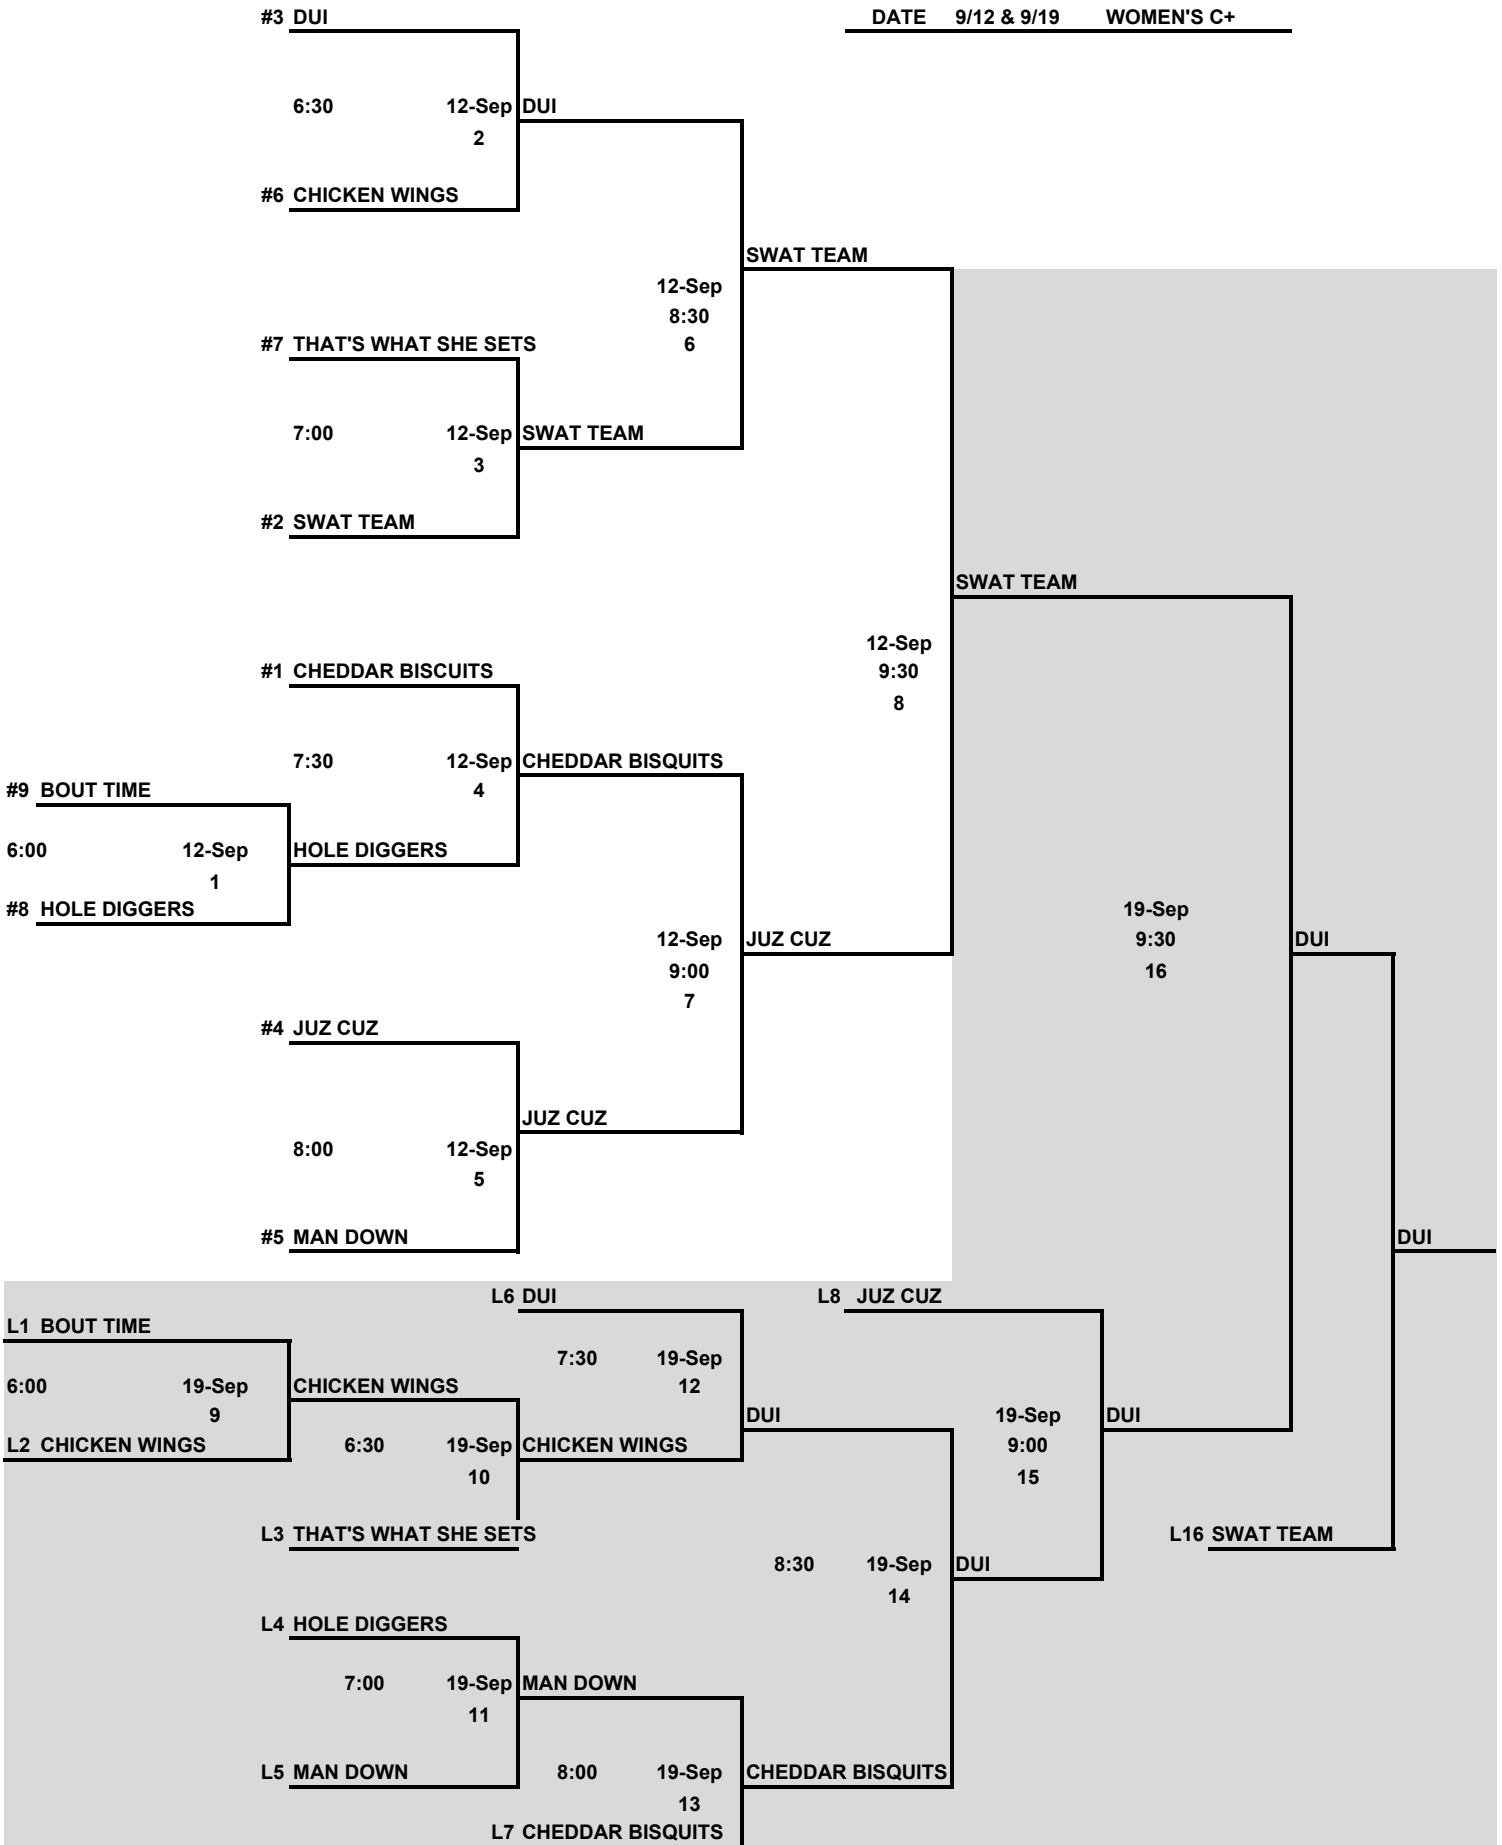 #3 DUI
DATE 9/12 & 9/19 WOMEN'S C+
6:30 12-Sep DUI
2
#6 CHICKEN WINGS
SWAT TEAM
12-Sep
8:30
#7 THAT'S WHAT SHE SETS 6
7:00 12-Sep SWAT TEAM
3
#2 SWAT TEAM
SWAT TEAM
12-Sep
#1 CHEDDAR BISCUITS 9:30
8
7:30 12-Sep CHEDDAR BISQUITS
#9 BOUT TIME 4
6:00 12-Sep HOLE DIGGERS
1
#8 HOLE DIGGERS 19-Sep
12-Sep JUZ CUZ 9:30 DUI
9:00 16
7
#4 JUZ CUZ
JUZ CUZ
8:00 12-Sep
5
#5 MAN DOWN DUI
L6 DUI L8 JUZ CUZ
L1 BOUT TIME
7:30 19-Sep
6:00 19-Sep CHICKEN WINGS 12
9 DUI 19-Sep DUI
L2 CHICKEN WINGS 6:30 19-Sep CHICKEN WINGS 9:00
10 15
L3 THAT'S WHAT SHE SETS L16 SWAT TEAM
8:30 19-Sep DUI
14
L4 HOLE DIGGERS
7:00 19-Sep MAN DOWN
11
L5 MAN DOWN 8:00 19-Sep CHEDDAR BISQUITS
13
L7 CHEDDAR BISQUITS